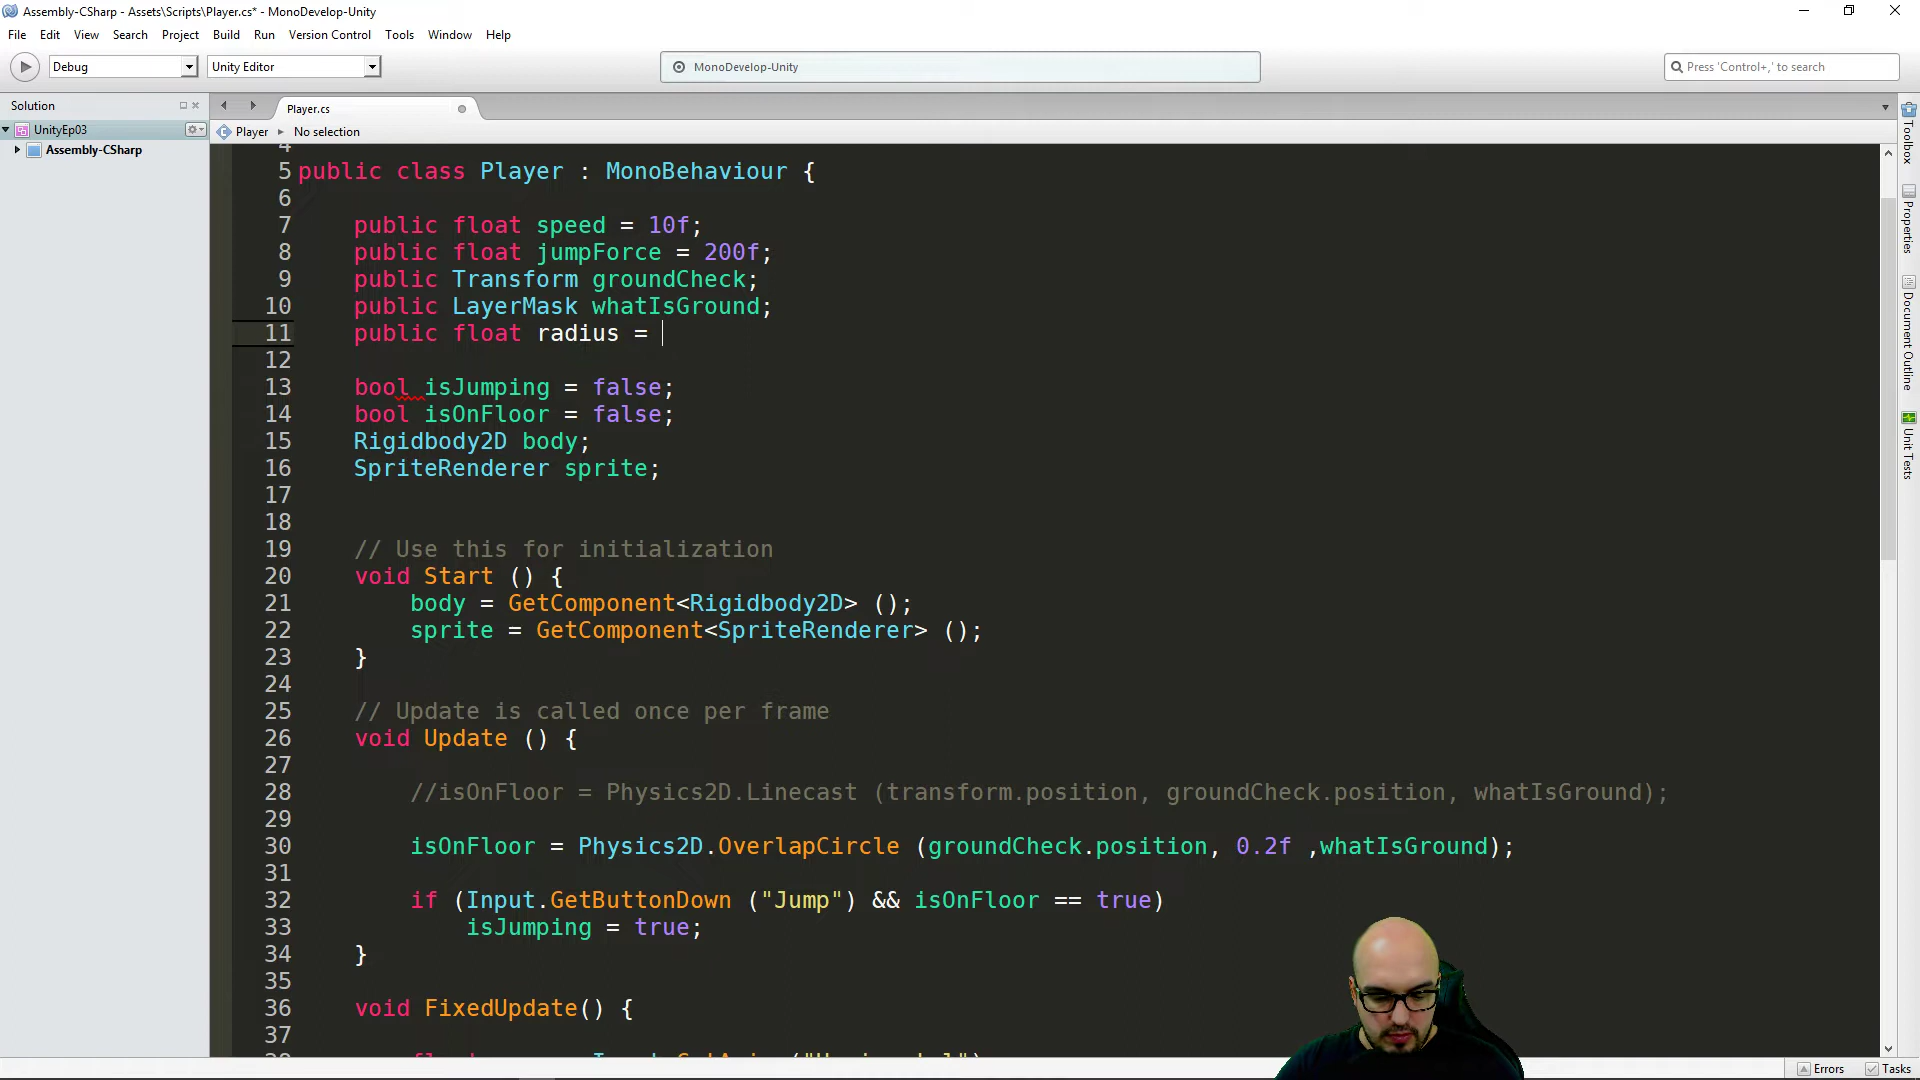 Assembly-CSharp - Assets\Scripts\Player.cs* - MonoDevelop-Unity
File Edit View Search Project Build Run Version Control Tools Window Help
Debug Unity Editor MonoDevelop-Unity Press 'Control+,' to search
Solution
UnityEp03
Assembly-CSharp
Player.cs
Player No selection
4
5 public class Player : MonoBehaviour {
6
7 public float speed = 10f;
8 public float jumpForce = 200f;
9 public Transform groundCheck;
10 public LayerMask whatIsGround;
11 public float radius =
12
13 bool isJumping = false;
14 bool isOnFloor = false;
15 Rigidbody2D body;
16 SpriteRenderer sprite;
17
18
19 // Use this for initialization
20 void Start () {
21 body = GetComponent<Rigidbody2D> ();
22 sprite = GetComponent<SpriteRenderer> ();
23 }
24
25 // Update is called once per frame
26 void Update () {
27
28 //isOnFloor = Physics2D.Linecast (transform.position, groundCheck.position, whatIsGround);
29
30 isOnFloor = Physics2D.OverlapCircle (groundCheck.position, 0.2f ,whatIsGround);
31
32 if (Input.GetButtonDown ("Jump") && isOnFloor == true)
33 isJumping = true;
34 }
35
36 void FixedUpdate() {
37
Toolbox
Properties
Document Outline
Unit Tests
Errors Tasks